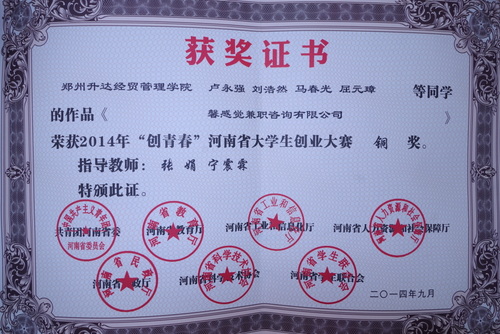 获奖证书
郑州升达经贸管理学院 卢永强 刘浩然 马春光 屈元璋 等同学
的作品《 馨感觉兼职咨询有限公司 》
荣获2014年“创青春”河南省大学生创业大赛 铜 奖。
指导教师：张娟 宁震霖
特颁此证。
共青团河南省委 河南省教育厅 河南省工业和信息化厅 河南省人力资源和社会保障厅
河南省委员会
河南省民政厅 河南省科学技术协会 河南省学生联合会
二〇一四年九月